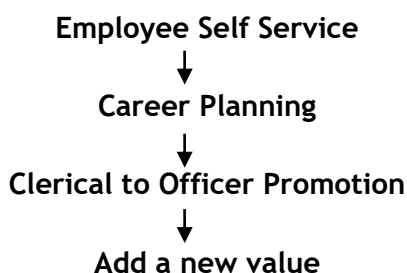 Employee Self Service
Career Planning
Clerical to Officer Promotion
Add a new value